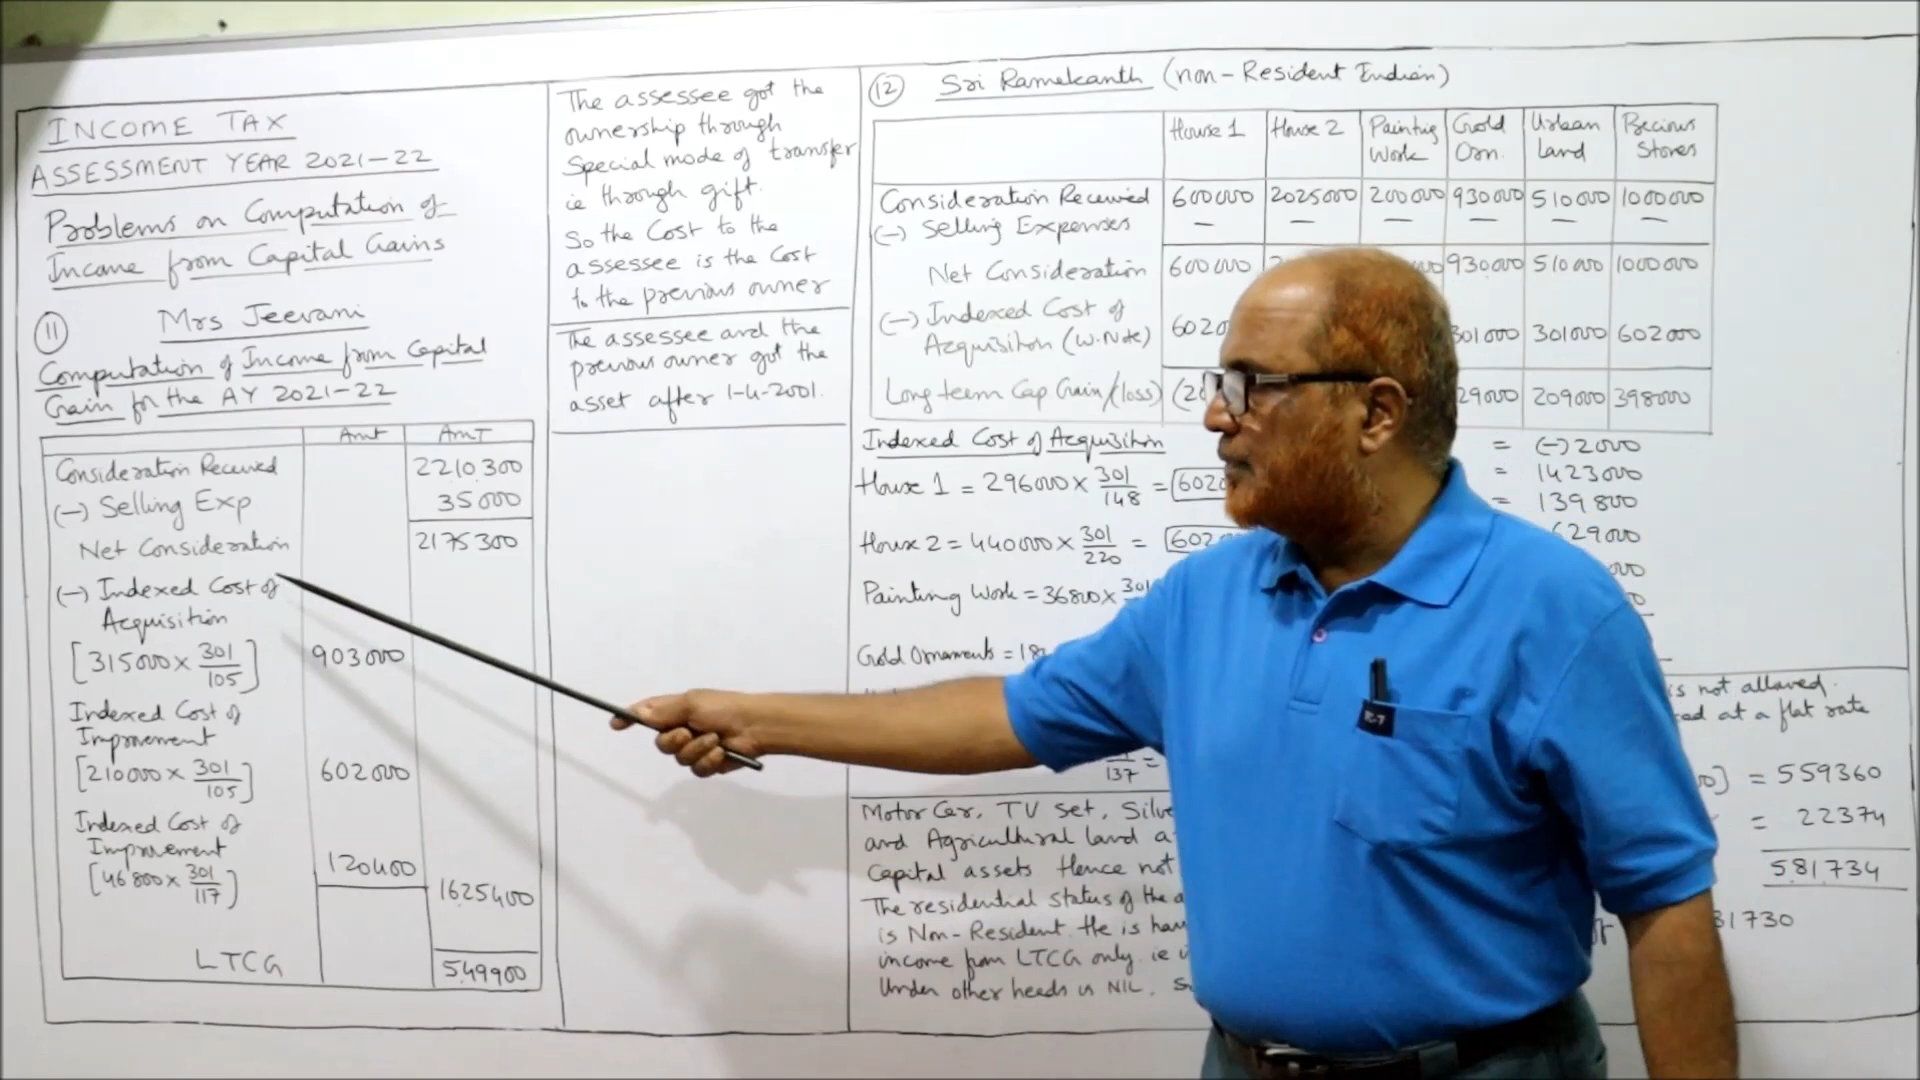 INCOME TAX
ASSESSMENT YEAR 2021-22
Problems on Computation of
Income from Capital Gains
11 Mrs Jeevani
Computation of Income from Capital
Gain for the AY 2021-22
Amt AmT
Consideration Received 2210300
(-) Selling Exp 35000
Net Consideration 2175300
(-) Indexed Cost of
Acquisition
[315000 × 301/105] 903000
Indexed Cost of
Improvement
[210000 × 301/105] 602000
Indexed Cost of
Improvement 120400
[46800 × 301/117] 1625400
LTCG 549900
The assessee got the
ownership through
Special mode of transfer
ie through gift.
So the Cost to the
assessee is the Cost
to the previous owner
The assessee and the
previous owner got the
asset after 1-4-2001.
12 Sri Ramakanth (non-Resident Indian)
House 1 House 2 Painting Work Gold Orn. Urban Land Precious Stones
Consideration Received 600000 2025000 200000 930000 510000 1000000
(-) Selling Expenses — — — — — —
Net Consideration 600000 930000 510000 1000000
(-) Indexed Cost of
Acquisition (W.Note) 301000 301000 602000
Long term Cap Gain/(loss) 29000 209000 398000
Indexed Cost of Acquisition = (-) 2000
House 1 = 296000 × 301/148 = = 1423000
= 139800
House 2 = 440000 × 301/220 = 629000
Painting Work = 36800 ×
Gold Ornaments =
is not allowed.
at a flat rate
137 =
= 559360
Motor Car, TV set,
and Agricultural land = 22374
Capital assets Hence not 581734
The residential status of the
is Non-Resident. He is 31730
income from LTCG only. ie
Under other heads is NIL.